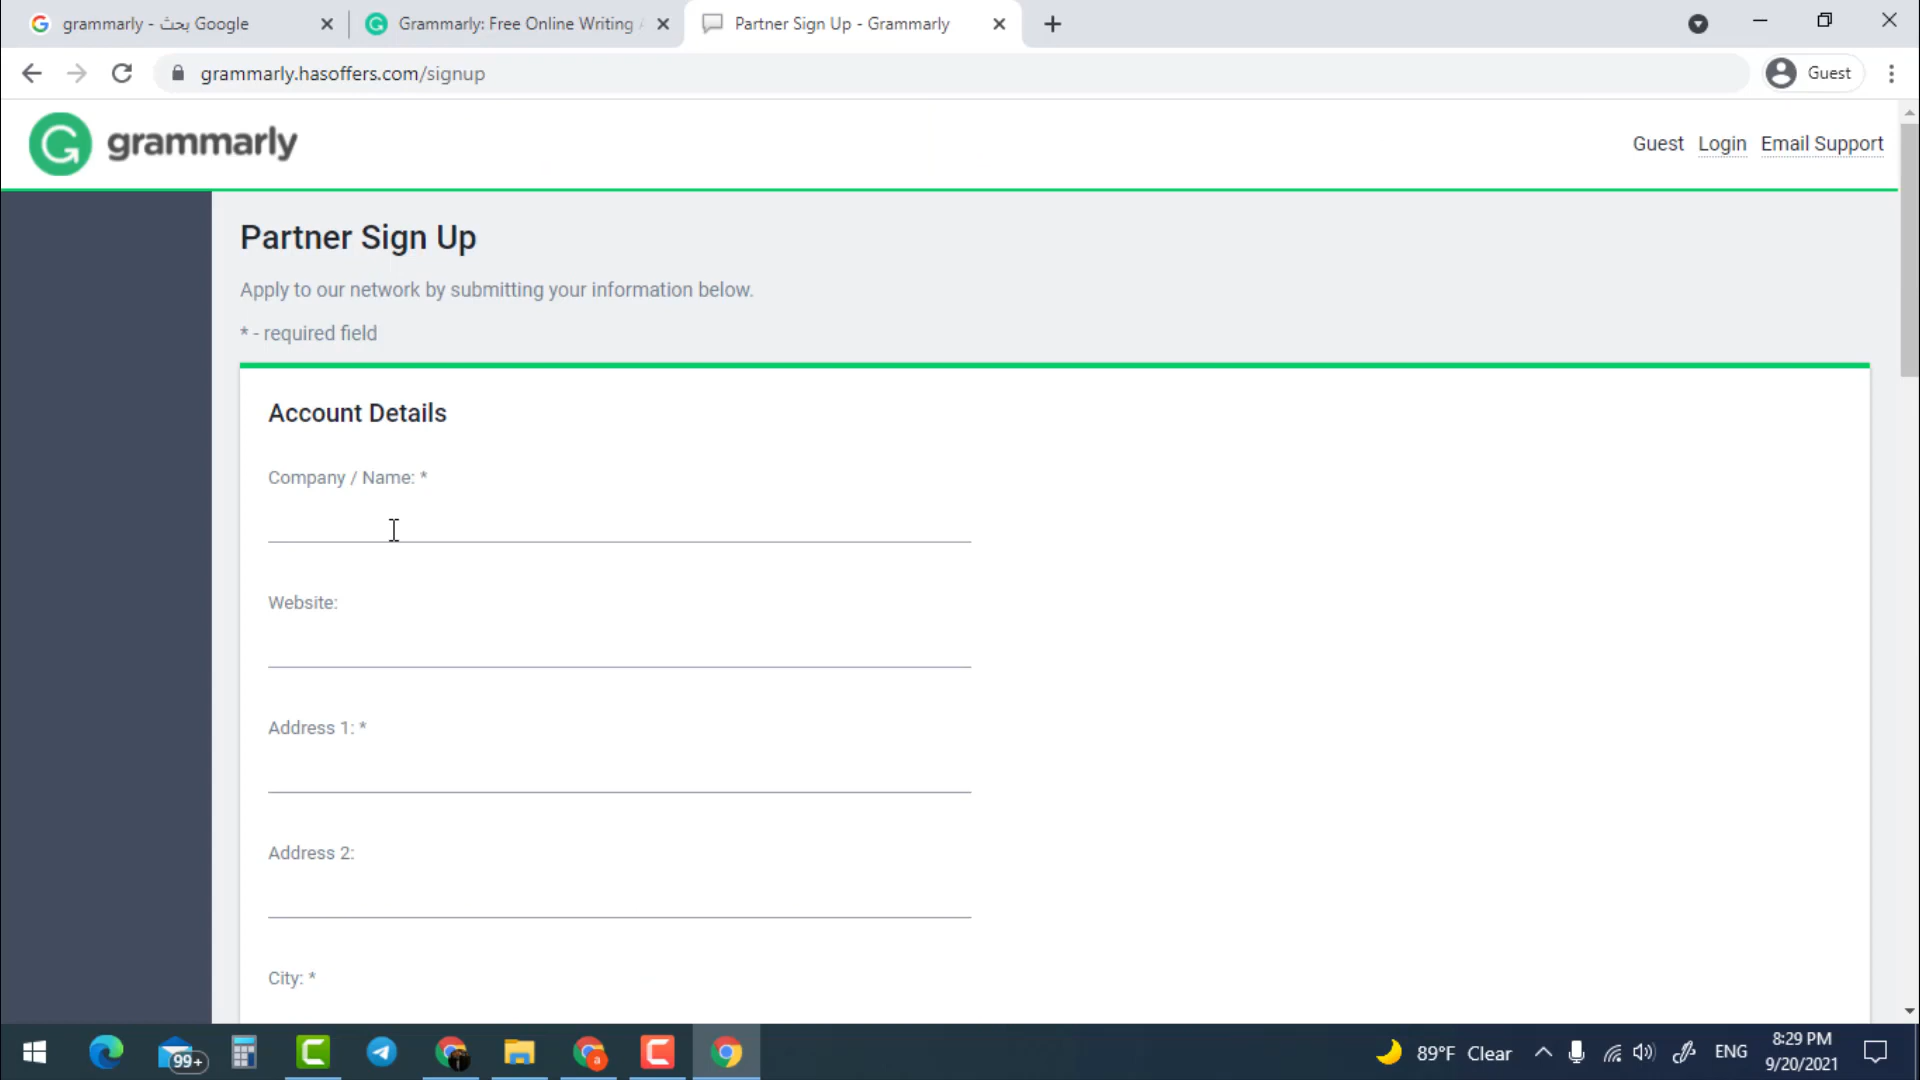 grammarly - بحث Google
Grammarly: Free Online Writing
Partner Sign Up - Grammarly
grammarly.hasoffers.com/signup
Guest
grammarly
Guest Login Email Support
Partner Sign Up
Apply to our network by submitting your information below.
* - required field
Account Details
Company / Name: *
Website:
Address 1: *
Address 2:
City: *
99+
89°F Clear
ENG
8:29 PM
9/20/2021